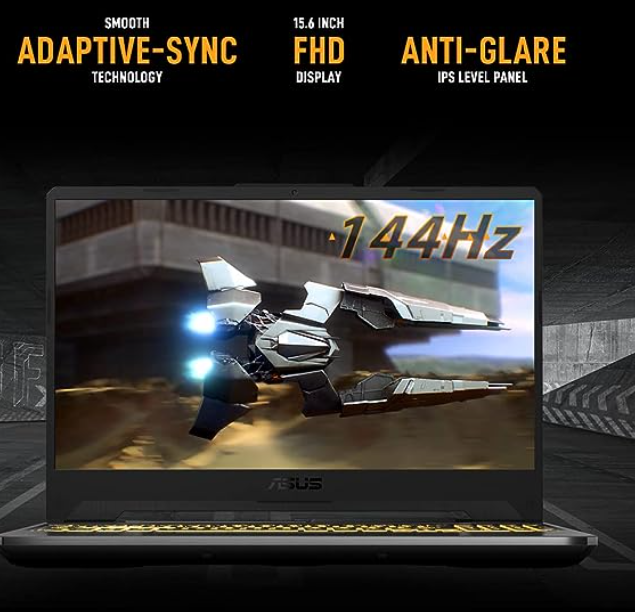 SMOOTH
ADAPTIVE-SYNC
TECHNOLOGY
15.6 INCH
FHD
DISPLAY
ANTI-GLARE
IPS LEVEL PANEL
144Hz
ASUS